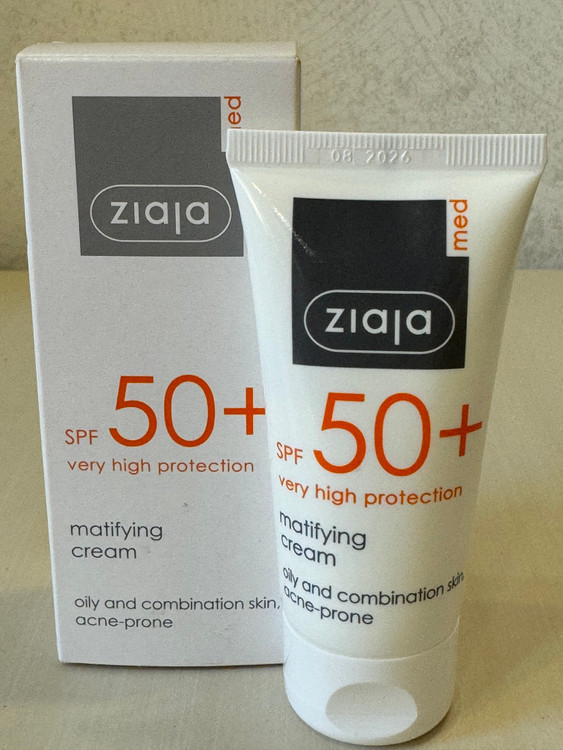 med
ziaja
SPF 50+
very high protection
matifying
cream
oily and combination skin,
acne-prone
08 2026
med
ziaja
SPF 50+
very high protection
matifying
cream
oily and combination skin,
acne-prone